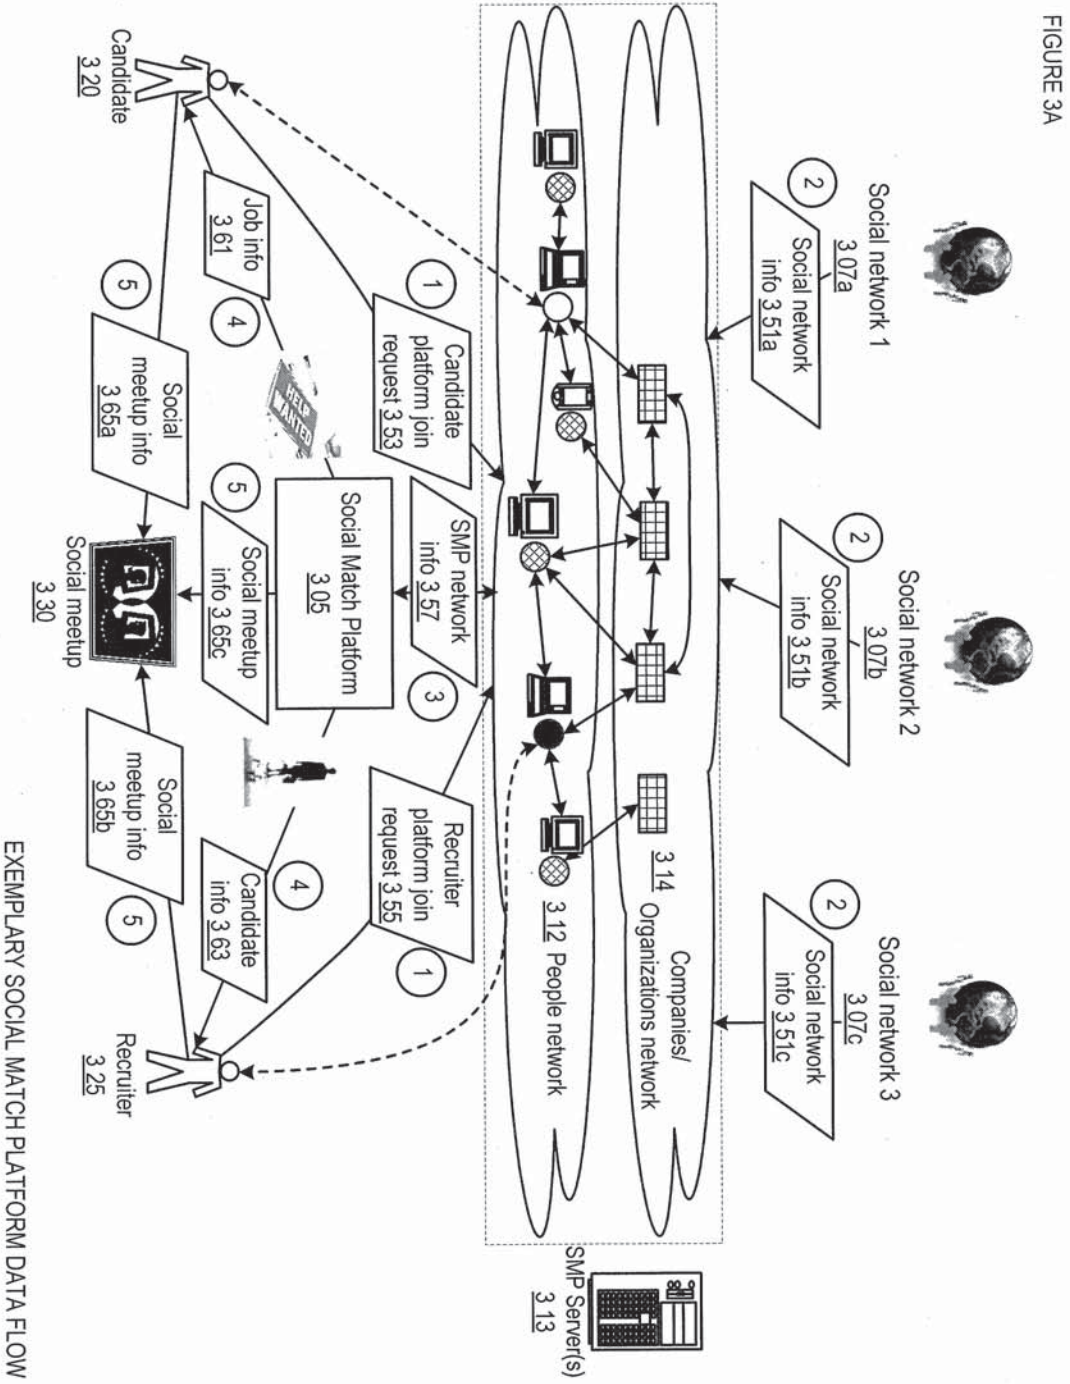 FIGURE 3A
Social network 1
3 07a
Social network 2
3 07b
Social network 3
3 07c
2
Social network
info 3 51a
2
Social network
info 3 51b
2
Social network
info 3 51c
Companies/
3 14 Organizations network
3 12 People network
SMP Server(s)
3 13
1
Candidate
platform join
request 3 53
SMP network
info 3 57
3
Recruiter
platform join
request 3 55
1
Social Match Platform
3 05
HELP
WANTED
Job info
3 61
4
4
Candidate
info 3 63
Candidate
3 20
Recruiter
3 25
5
Social
meetup info
3 65a
5
Social meetup
info 3 65c
Social
meetup info
3 65b
5
Social meetup
3 30
EXEMPLARY SOCIAL MATCH PLATFORM DATA FLOW